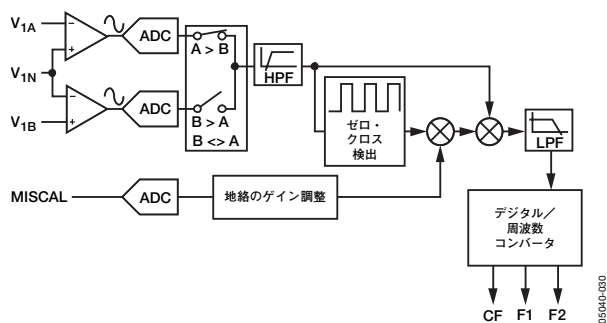 V1A
V1N
V1B
ADC
ADC
A > B
B > A
B <> A
HPF
ゼロ・
クロス
検出
LPF
MISCAL
ADC
地絡のゲイン調整
デジタル／
周波数
コンバータ
CF F1 F2
05040-030